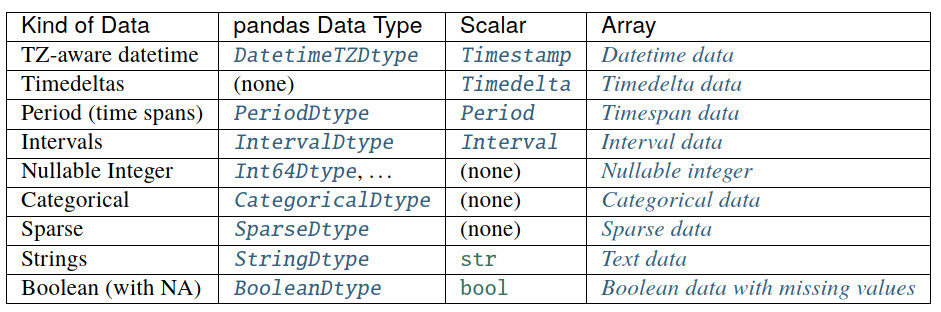 Kind of Data pandas Data Type Scalar Array
TZ-aware datetime DatetimeTZDtype Timestamp Datetime data
Timedeltas (none) Timedelta Timedelta data
Period (time spans) PeriodDtype Period Timespan data
Intervals IntervalDtype Interval Interval data
Nullable Integer Int64Dtype, ... (none) Nullable integer
Categorical CategoricalDtype (none) Categorical data
Sparse SparseDtype (none) Sparse data
Strings StringDtype str Text data
Boolean (with NA) BooleanDtype bool Boolean data with missing values